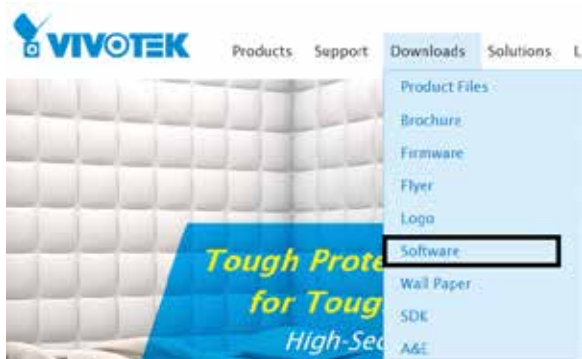 VIVOTEK
Products Support Downloads Solutions L
Product Files
Brochure
Firmware
Flyer
Logo
Software
Wall Paper
SDK
A&E
Tough Prote
for Toug
High-Sec